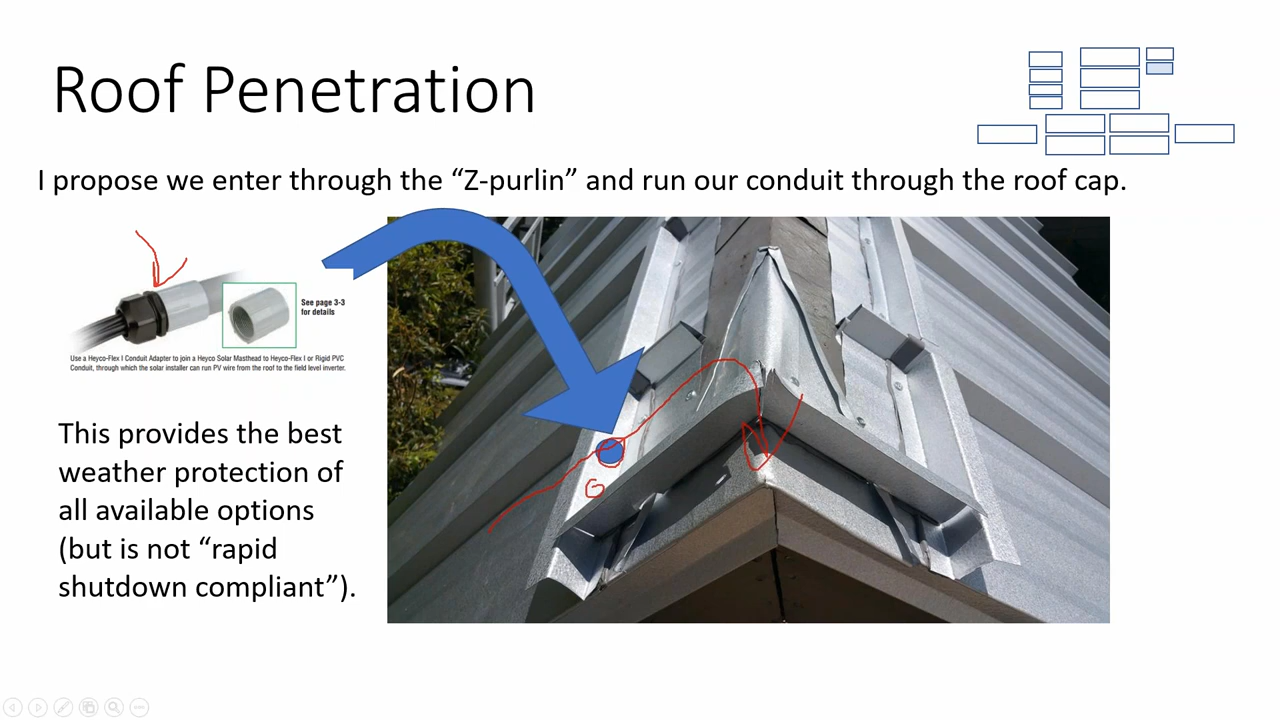 Roof Penetration
I propose we enter through the “Z-purlin” and run our conduit through the roof cap.
See page 3-3
for details
Use a Heyco-Flex I Conduit Adapter to join a Heyco Solar Masthead to Heyco-Flex I or Rigid PVC
Conduit, through which the solar installer can run PV wire from the roof to the field level inverter.
This provides the best
weather protection of
all available options
(but is not “rapid
shutdown compliant”).